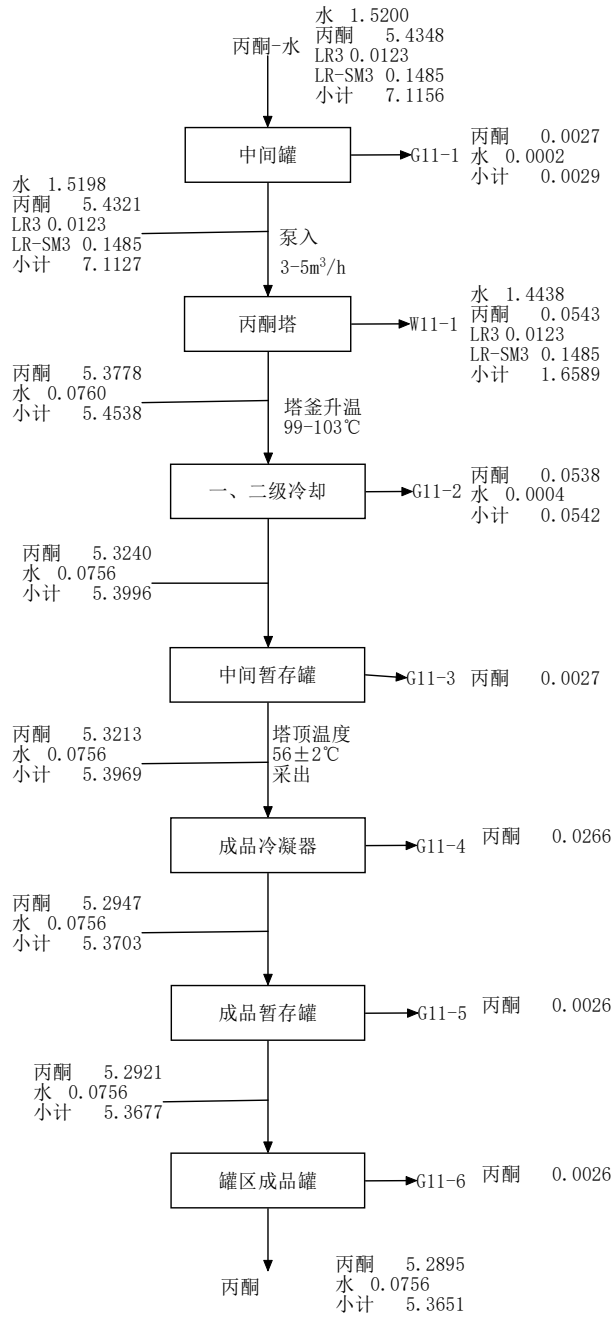 丙酮-水
水 1.5200
丙酮 5.4348
LR3 0.0123
LR-SM3 0.1485
小计 7.1156
中间罐
G11-1
丙酮 0.0027
水 0.0002
小计 0.0029
水 1.5198
丙酮 5.4321
LR3 0.0123
LR-SM3 0.1485
小计 7.1127
泵入
3-5m³/h
丙酮塔
W11-1
水 1.4438
丙酮 0.0543
LR3 0.0123
LR-SM3 0.1485
小计 1.6589
丙酮 5.3778
水 0.0760
小计 5.4538
塔釜升温
99-103℃
一、二级冷却
G11-2
丙酮 0.0538
水 0.0004
小计 0.0542
丙酮 5.3240
水 0.0756
小计 5.3996
中间暂存罐
G11-3
丙酮 0.0027
丙酮 5.3213
水 0.0756
小计 5.3969
塔顶温度
56±2℃
采出
成品冷凝器
G11-4
丙酮 0.0266
丙酮 5.2947
水 0.0756
小计 5.3703
成品暂存罐
G11-5
丙酮 0.0026
丙酮 5.2921
水 0.0756
小计 5.3677
罐区成品罐
G11-6
丙酮 0.0026
丙酮
丙酮 5.2895
水 0.0756
小计 5.3651